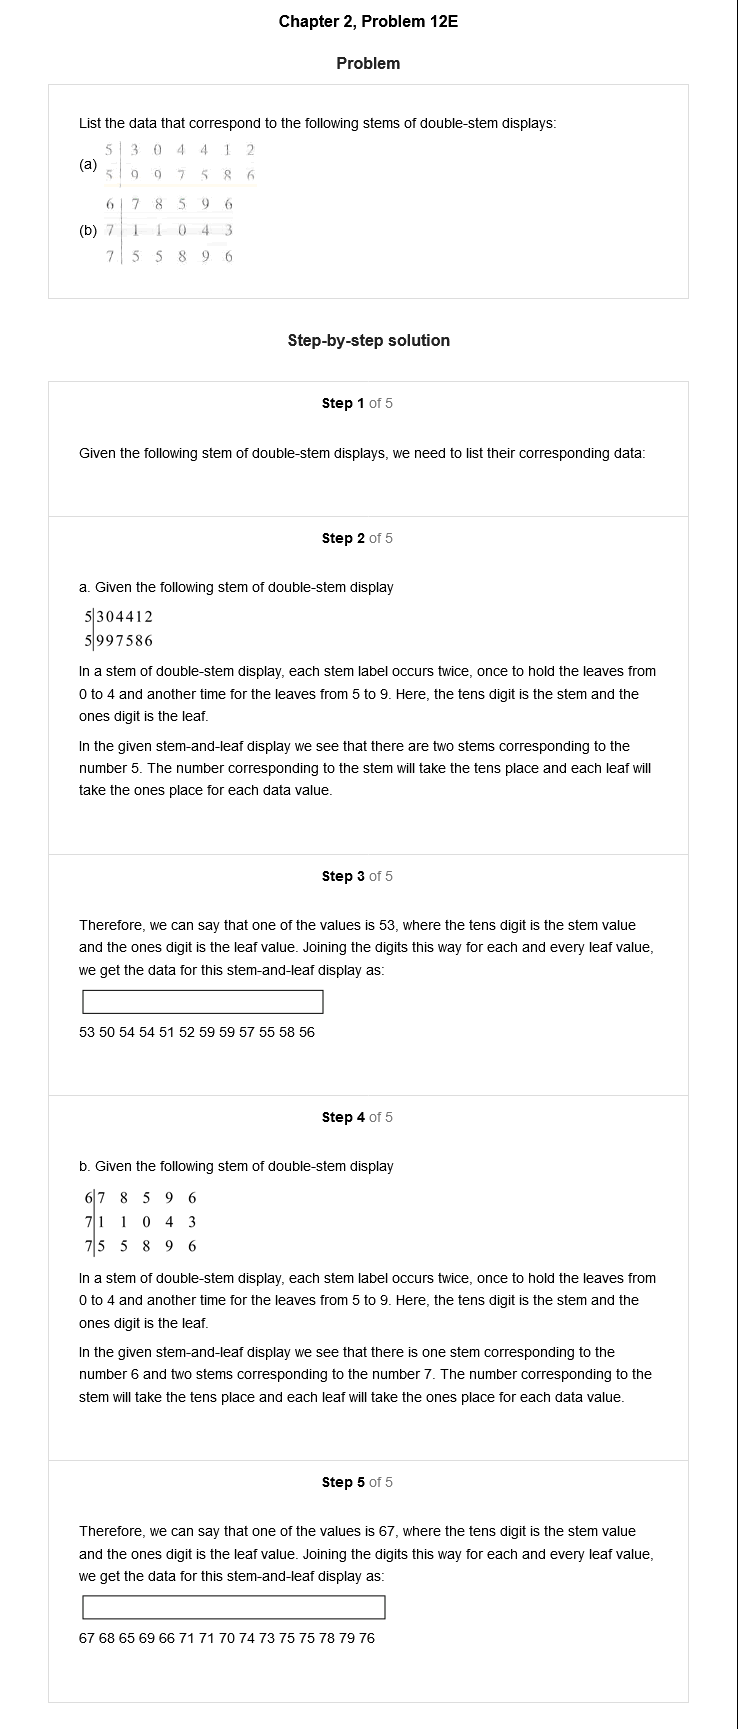 Chapter 2, Problem 12E
Problem
List the data that correspond to the following stems of double-stem displays:
(a)
5 | 3 0 4 4 1 2
5 | 9 9 7 5 8 6
(b)
6 | 7 8 5 9 6
7 | 1 1 0 4 3
7 | 5 5 8 9 6
Step-by-step solution
Step 1 of 5
Given the following stem of double-stem displays, we need to list their corresponding data:
Step 2 of 5
a. Given the following stem of double-stem display
5|304412
5|997586
In a stem of double-stem display, each stem label occurs twice, once to hold the leaves from
0 to 4 and another time for the leaves from 5 to 9. Here, the tens digit is the stem and the
ones digit is the leaf.
In the given stem-and-leaf display we see that there are two stems corresponding to the
number 5. The number corresponding to the stem will take the tens place and each leaf will
take the ones place for each data value.
Step 3 of 5
Therefore, we can say that one of the values is 53, where the tens digit is the stem value
and the ones digit is the leaf value. Joining the digits this way for each and every leaf value,
we get the data for this stem-and-leaf display as:
53 50 54 54 51 52 59 59 57 55 58 56
Step 4 of 5
b. Given the following stem of double-stem display
6|7 8 5 9 6
7|1 1 0 4 3
7|5 5 8 9 6
In a stem of double-stem display, each stem label occurs twice, once to hold the leaves from
0 to 4 and another time for the leaves from 5 to 9. Here, the tens digit is the stem and the
ones digit is the leaf.
In the given stem-and-leaf display we see that there is one stem corresponding to the
number 6 and two stems corresponding to the number 7. The number corresponding to the
stem will take the tens place and each leaf will take the ones place for each data value.
Step 5 of 5
Therefore, we can say that one of the values is 67, where the tens digit is the stem value
and the ones digit is the leaf value. Joining the digits this way for each and every leaf value,
we get the data for this stem-and-leaf display as:
67 68 65 69 66 71 71 70 74 73 75 75 78 79 76